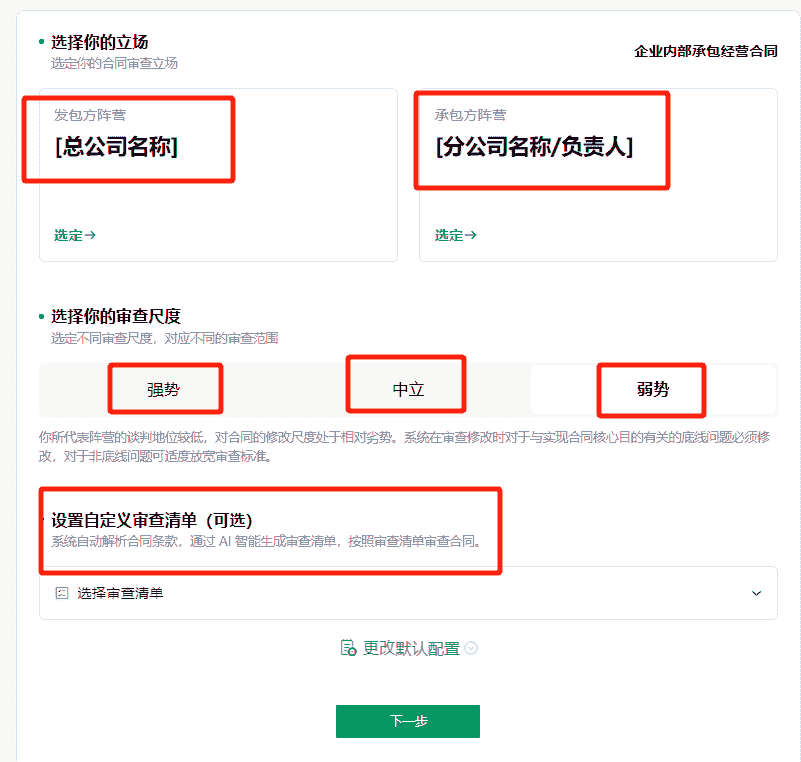 选择你的立场
选定你的合同审查立场
企业内部承包经营合同
发包方阵营
[总公司名称]
选定→
承包方阵营
[分公司名称/负责人]
选定→
选择你的审查尺度
选定不同审查尺度，对应不同的审查范围
强势
中立
弱势
你所代表阵营的谈判地位较低，对合同的修改尺度处于相对劣势。系统在审查修改时对于与实现合同核心目的有关的底线问题必须修
改，对于非底线问题可适度放宽审查标准。
设置自定义审查清单（可选）
系统自动解析合同条款，通过 AI 智能生成审查清单，按照审查清单审查合同。
选择审查清单
更改默认配置
下一步